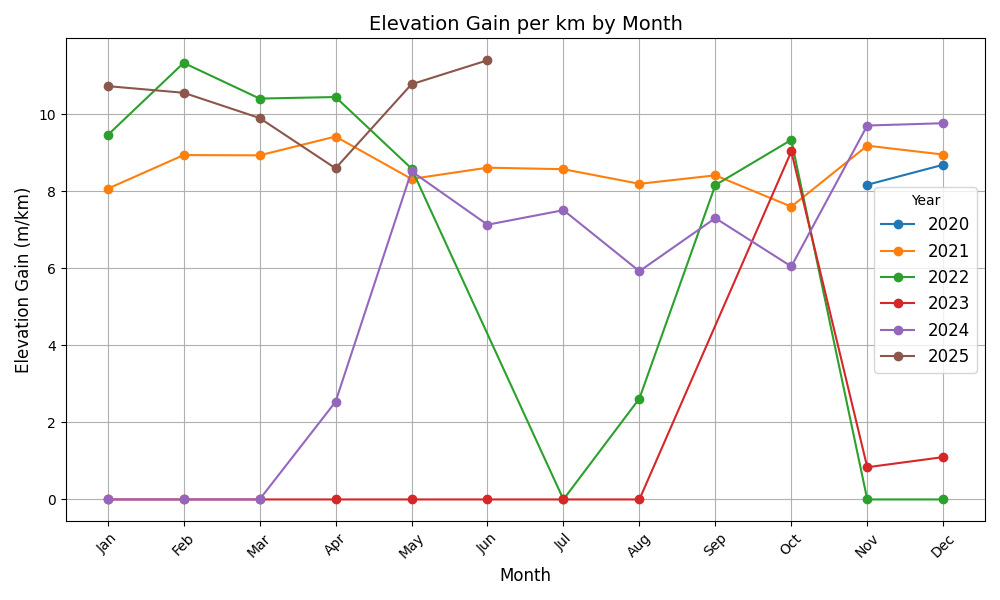 Elevation Gain per km by Month
Elevation Gain (m/km)
10
8
6
4
2
0
Year
2020
2021
2022
2023
2024
2025
Jan
Feb
Mar
Apr
May
Jun
Jul
Aug
Sep
Oct
Nov
Dec
Month